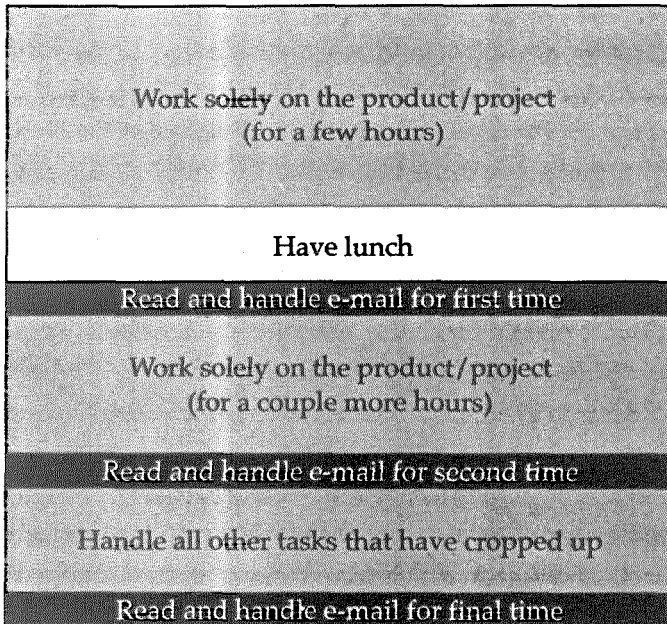 Work solely on the product/project
(for a few hours)
Have lunch
Read and handle e-mail for first time
Work solely on the product/project
(for a couple more hours)
Read and handle e-mail for second time
Handle all other tasks that have cropped up
Read and handle e-mail for final time